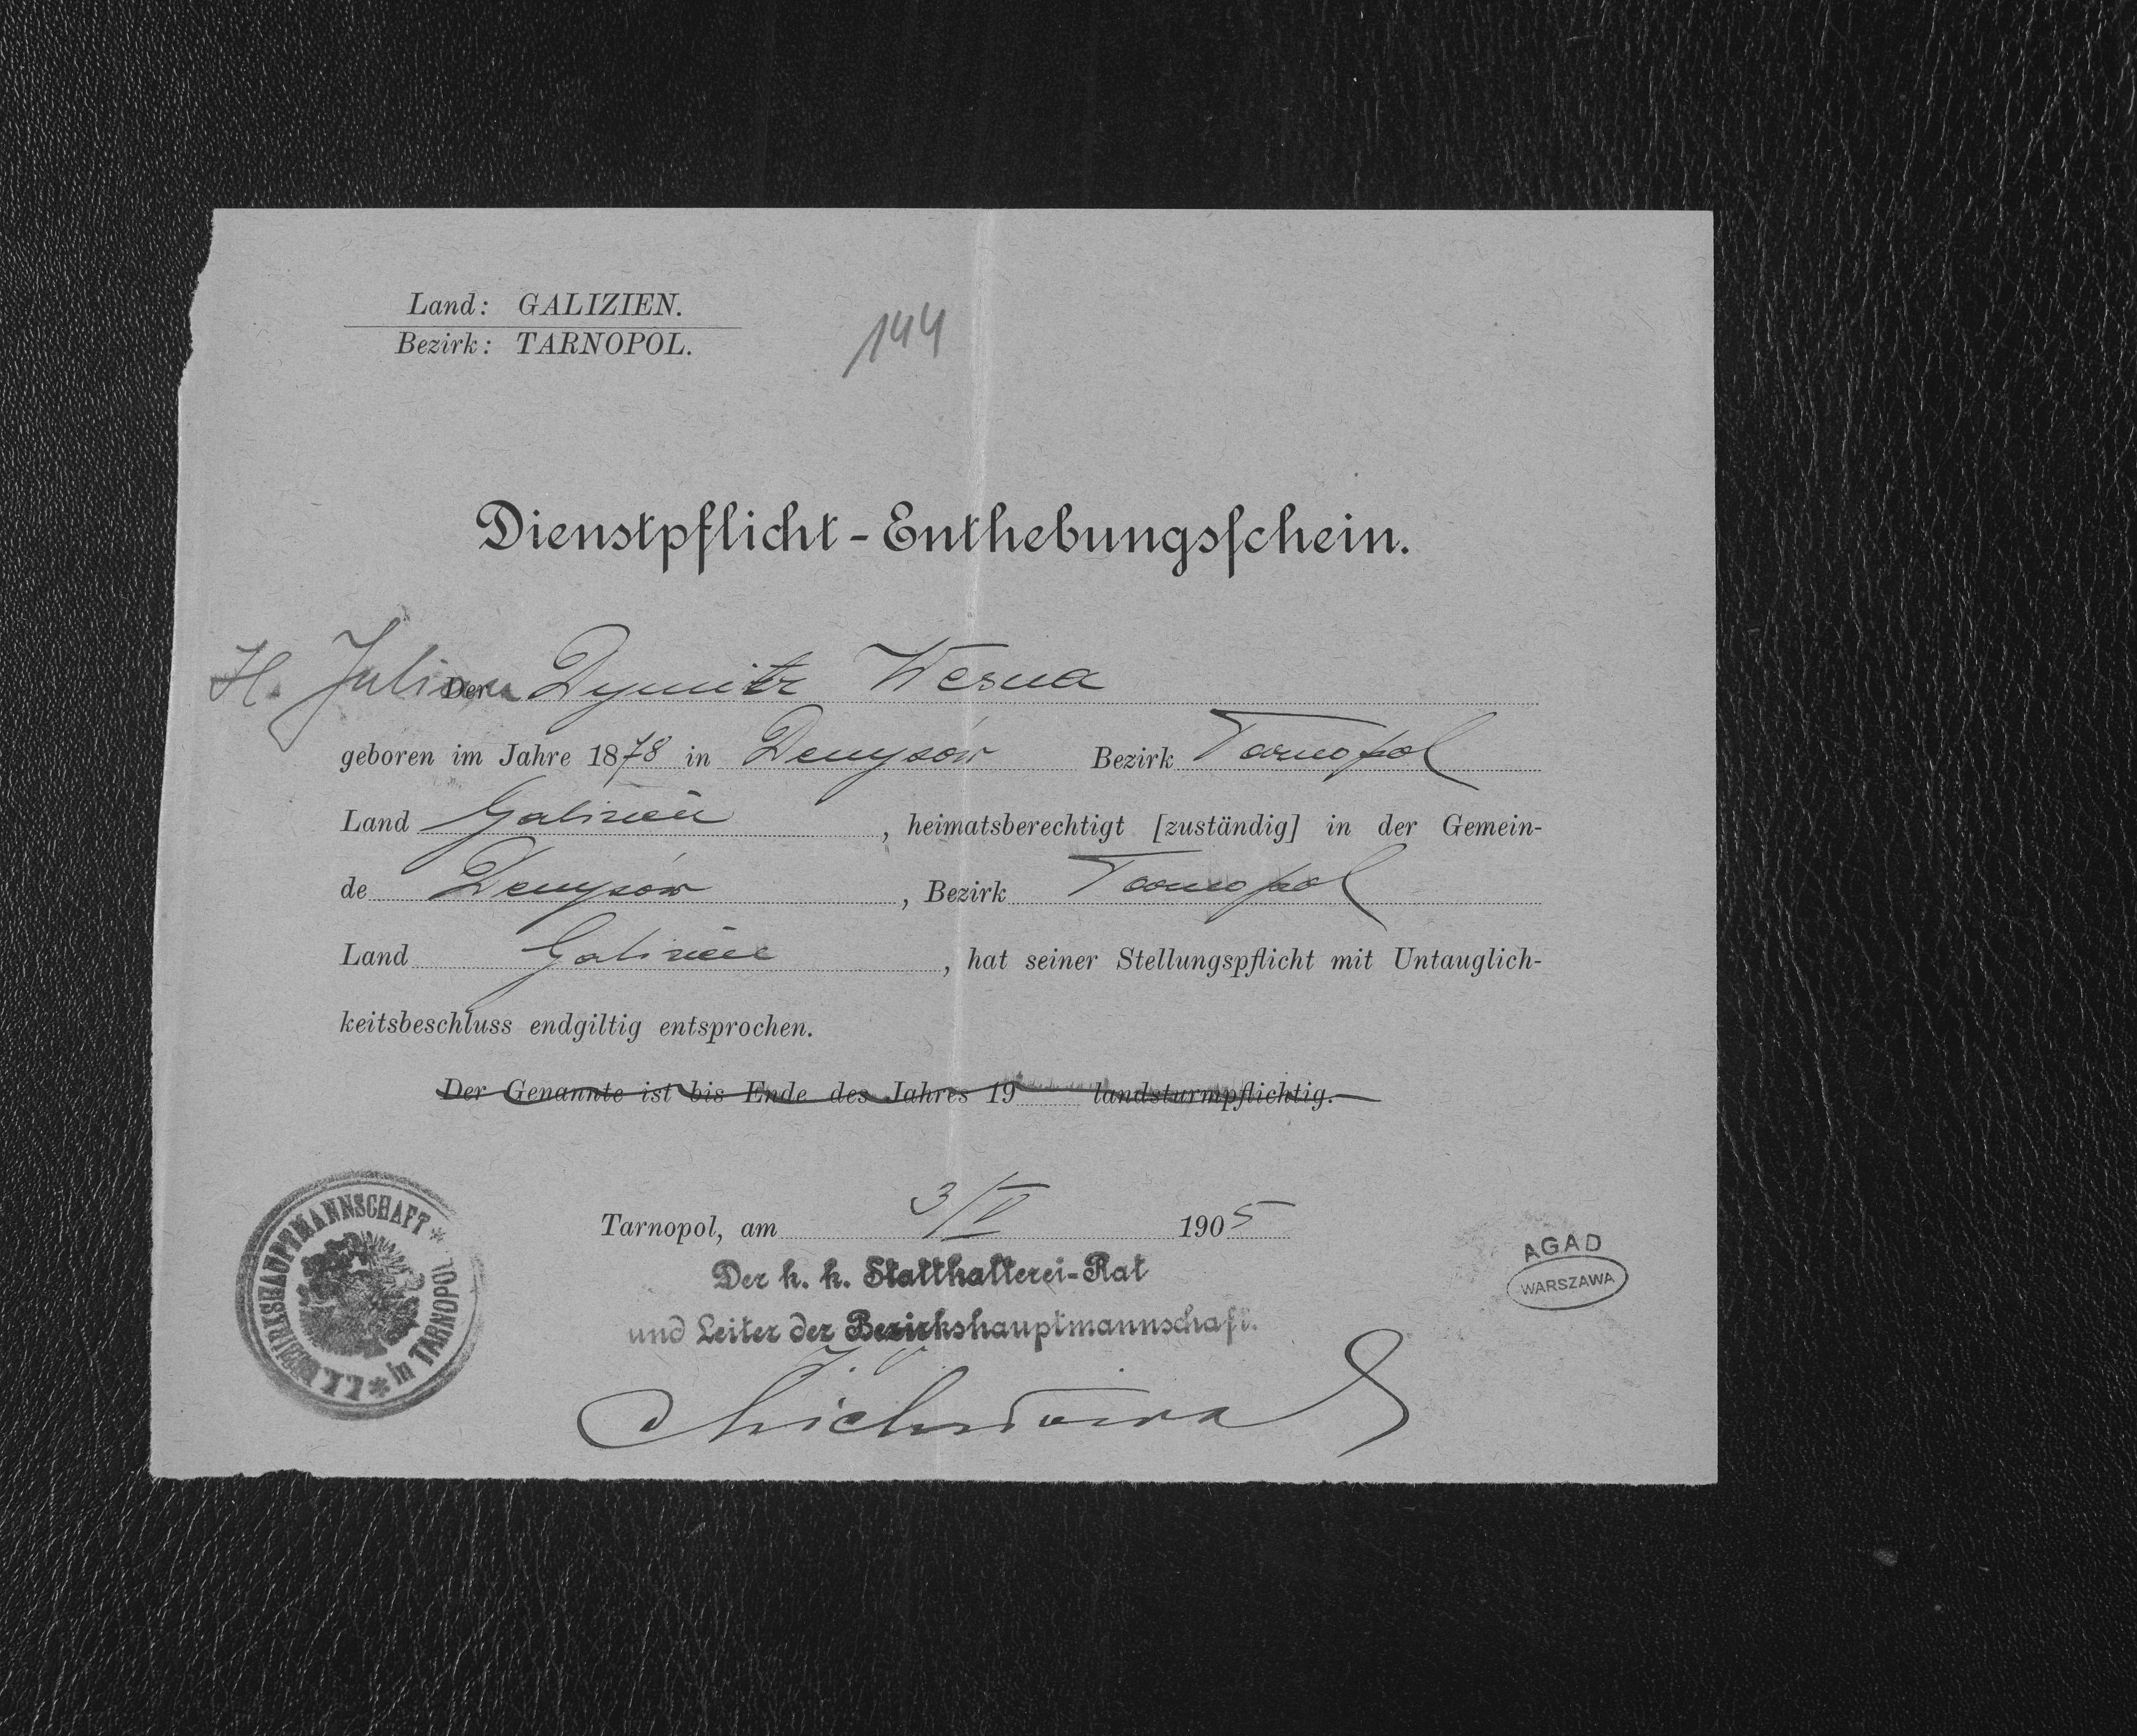 Land: GALIZIEN.
Bezirk: TARNOPOL.
144
Dienstpflicht-Enthebungsschein.
H. Julianna
Der Dymitr Wesna
geboren im Jahre 1878 in Denysów Bezirk Tarnopol
Land Galizien, heimatsberechtigt [zuständig] in der Gemein-
de Denysów, Bezirk Tarnopol
Land Galizien, hat seiner Stellungspflicht mit Untauglich-
keitsbeschluss endgiltig entsprochen.
Der Genannte ist bis Ende des Jahres 19 landsturmpflichtig.
Tarnopol, am 3/V 1905
Der k. k. Statthalterei-Rat
und Leiter der Bezirkshauptmannschaft.
K.K. BEZIRKSHAUPTMANNSCHAFT * in TARNOPOL *
AGAD
WARSZAWA